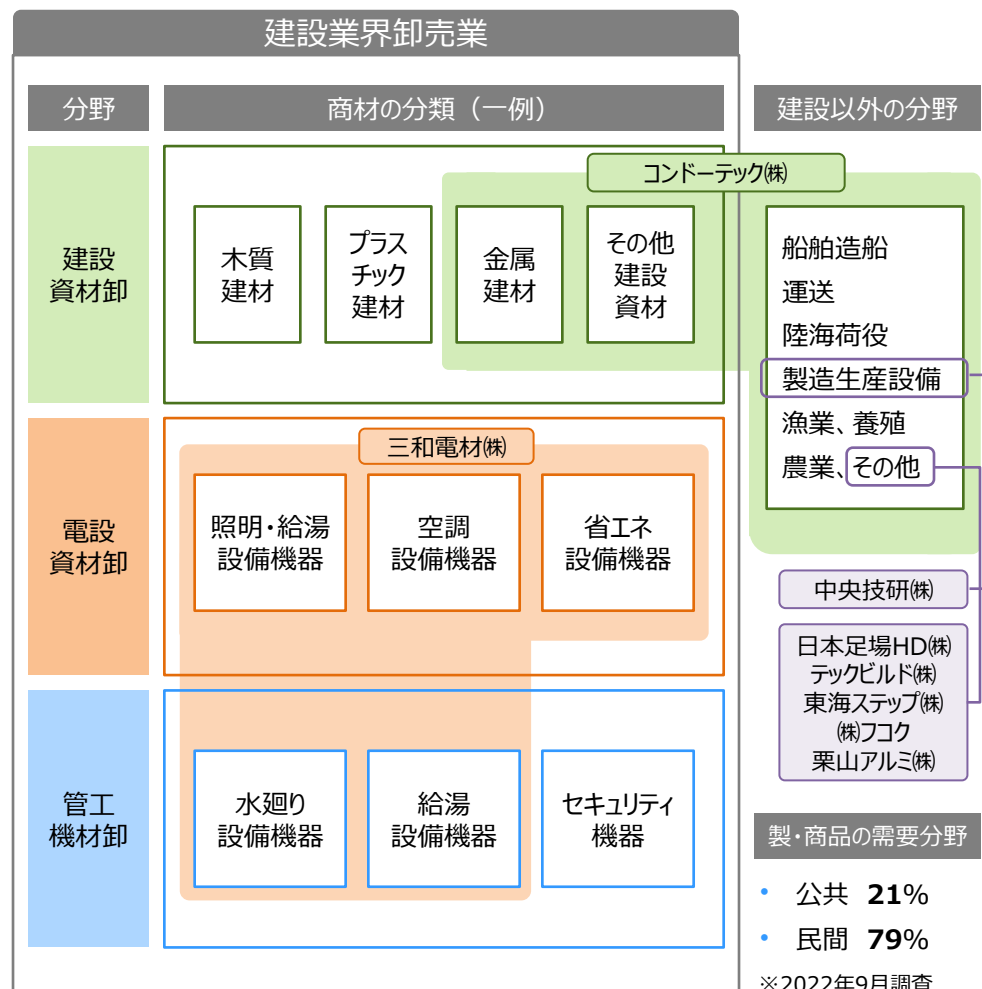 建設業界卸売業
分野
商材の分類（一例）
建設以外の分野
コンドーテック㈱
建設
資材卸
木質
建材
プラス
チック
建材
金属
建材
その他
建設
資材
船舶造船
運送
陸海荷役
製造生産設備
漁業、養殖
農業、その他
三和電材㈱
電設
資材卸
照明・給湯
設備機器
空調
設備機器
省エネ
設備機器
中央技研㈱
日本足場HD㈱
テックビルド㈱
東海ステップ㈱
㈱フコク
栗山アルミ㈱
管工
機材卸
水廻り
設備機器
給湯
設備機器
セキュリティ
機器
製・商品の需要分野
• 公共 21%
• 民間 79%
※2022年9月調査